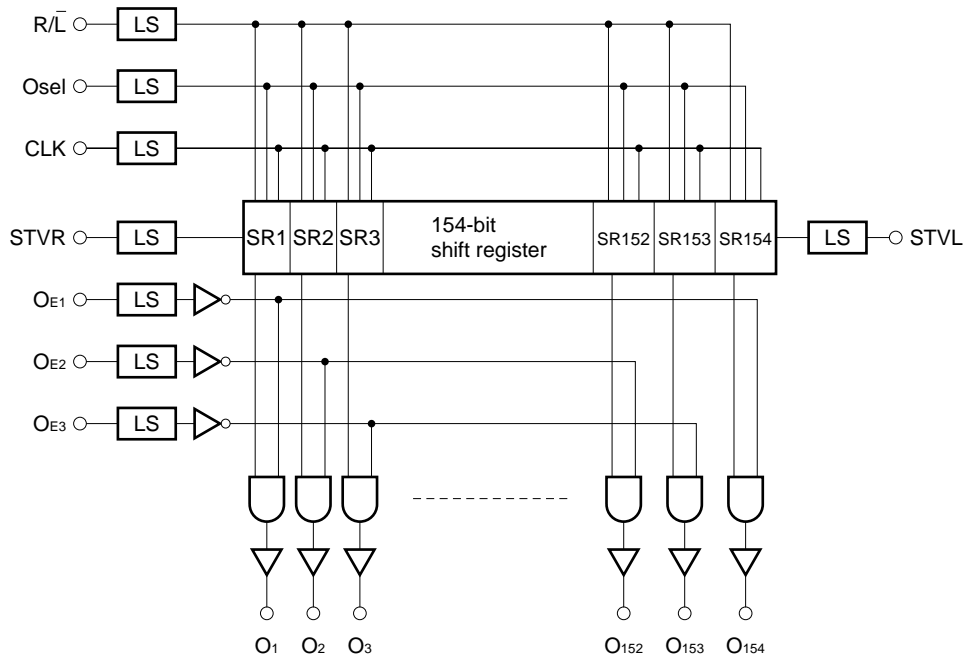 R/L̅ LS
Osel LS
CLK LS
STVR LS SR1 SR2 SR3 154-bit shift register SR152 SR153 SR154 LS STVL
OE1 LS
OE2 LS
OE3 LS
O1 O2 O3 O152 O153 O154